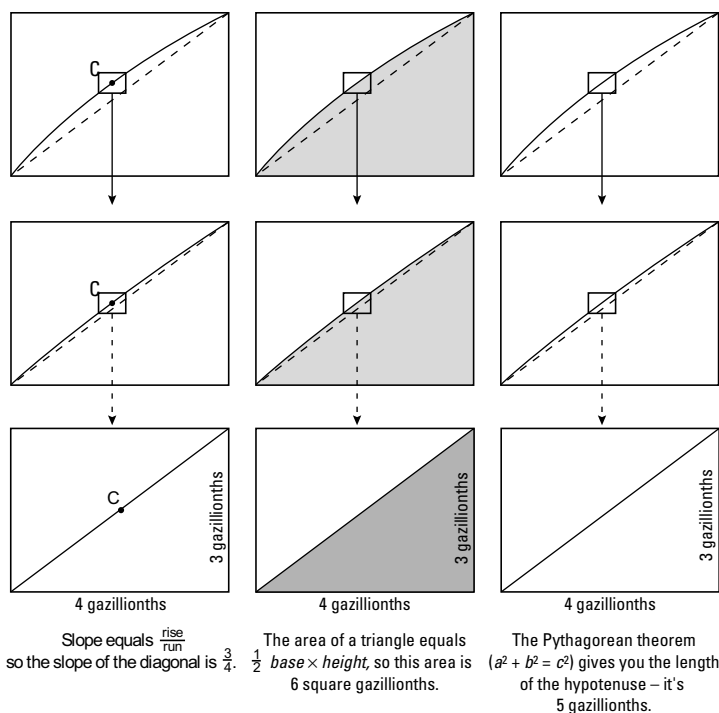 C
C
C
3 gazillionths
3 gazillionths
3 gazillionths
4 gazillionths
4 gazillionths
4 gazillionths
Slope equals rise/run
so the slope of the diagonal is 3/4.
The area of a triangle equals
1/2 base × height, so this area is
6 square gazillionths.
The Pythagorean theorem
(a² + b² = c²) gives you the length
of the hypotenuse – it's
5 gazillionths.